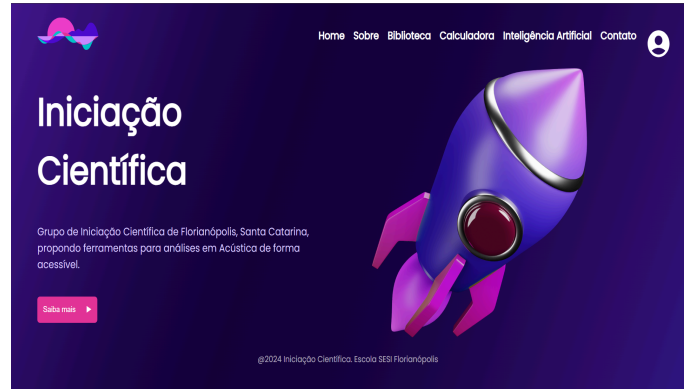 Home Sobre Biblioteca Calculadora Inteligência Artificial Contato
Iniciação
Científica
Grupo de Iniciação Científica de Florianópolis, Santa Catarina,
propondo ferramentas para análises em Acústica de forma
acessível.
Saiba mais
@2024 Iniciação Científica. Escola SESI Florianópolis